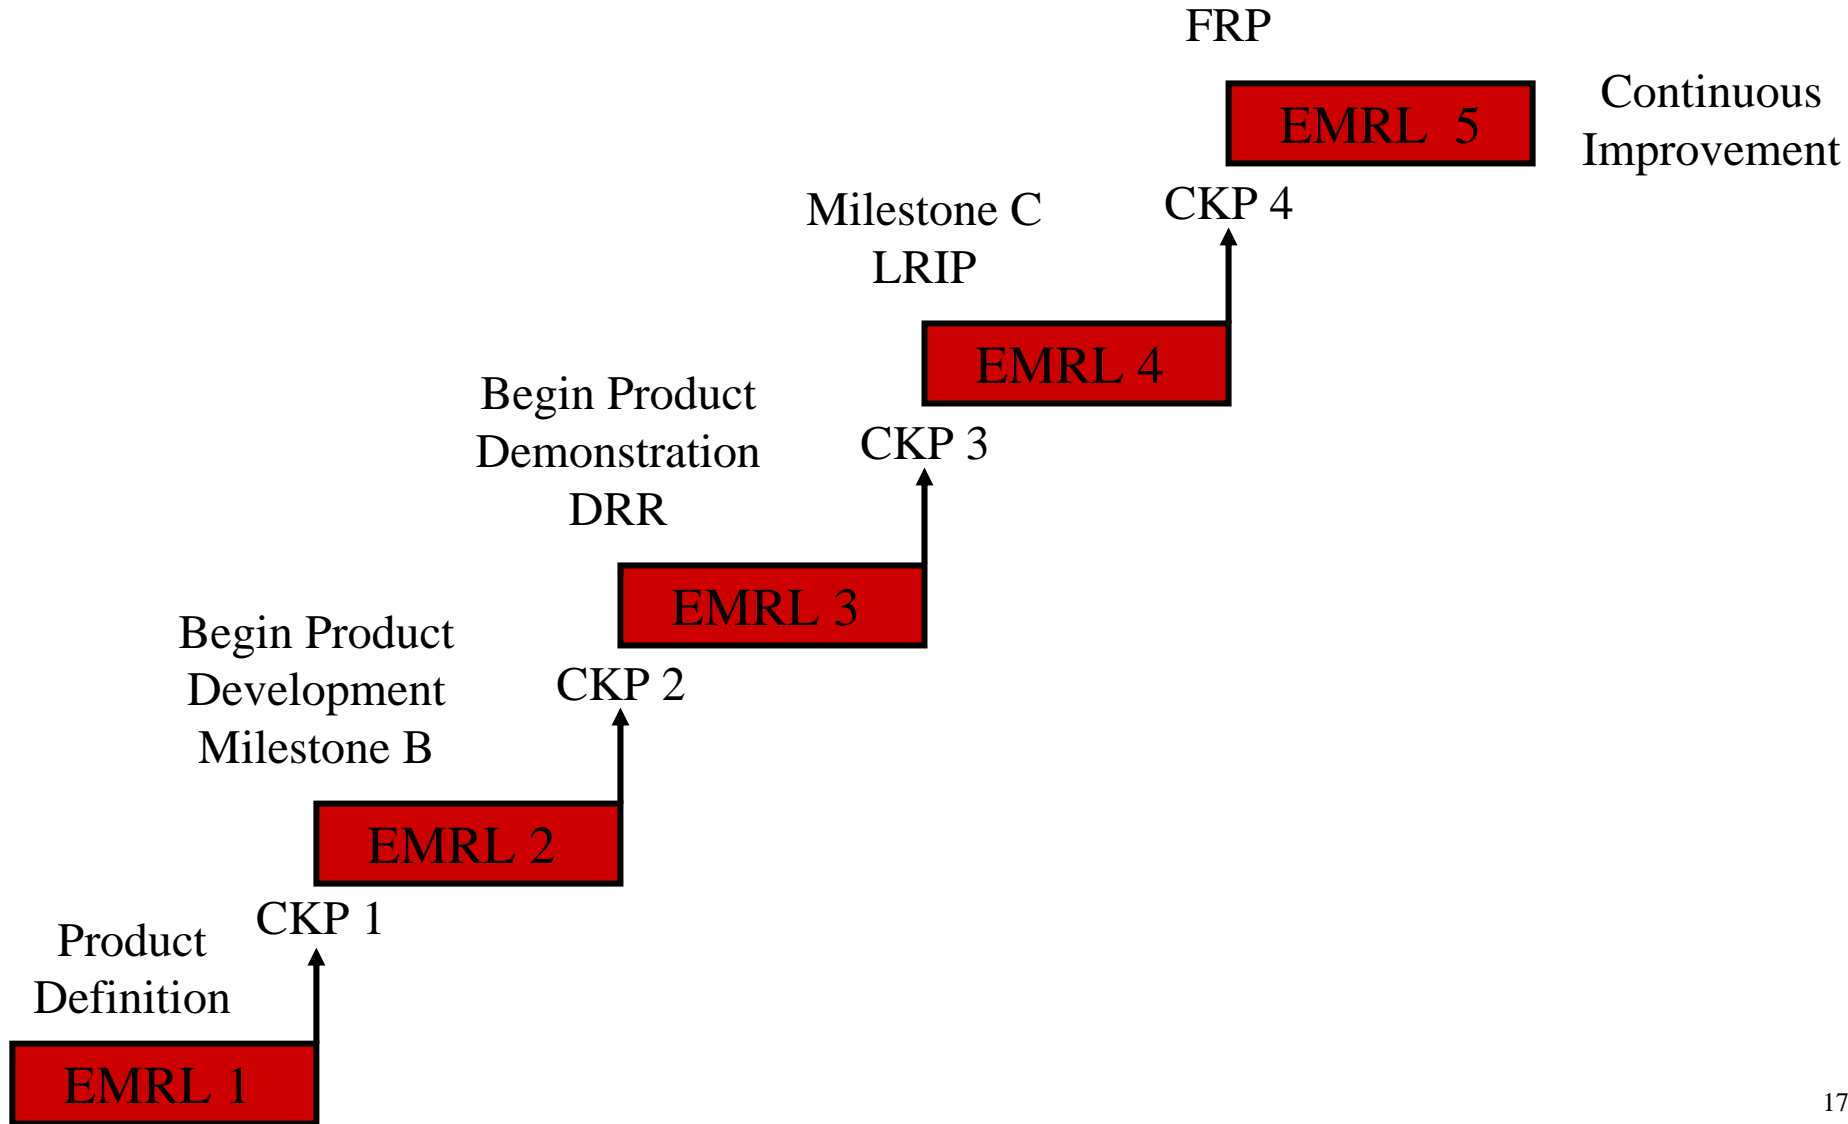 FRP
EMRL 5
Continuous
Improvement
CKP 4
Milestone C
LRIP
EMRL 4
CKP 3
Begin Product
Demonstration
DRR
EMRL 3
CKP 2
Begin Product
Development
Milestone B
EMRL 2
CKP 1
Product
Definition
EMRL 1
17